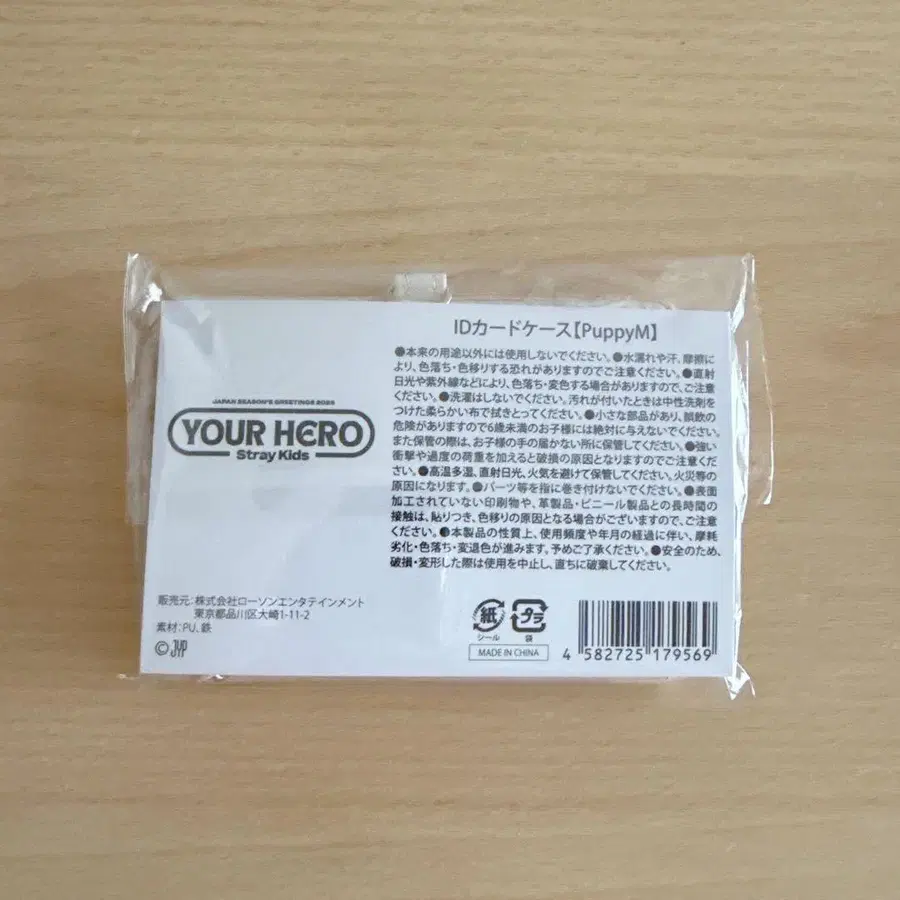 IDカードケース【PuppyM】
●本来の用途以外には使用しないでください。●水濡れや汗、摩擦に
より、色落ち・色移りする恐れがありますのでご注意ください。●直射
日光や紫外線などにより、色落ち・変色する場合がありますので、ご注意
ください。●洗濯はしないでください。汚れが付いたときは中性洗剤を
つけた柔らかい布で拭きとってください。●小さな部品があり、誤飲の
危険がありますので6歳未満のお子様には絶対に与えないでください。
また保管の際は、お子様の手の届かない所に保管してください。●強い
衝撃や過度の荷重を加えると破損の原因となりますのでご注意くださ
い。●高温多湿、直射日光、火気を避けて保管してください。火災等の
原因になります。●パーツ等を指に巻き付けないでください。●表面
加工されていない印刷物や、革製品・ビニール製品との長時間の
接触は、貼りつき、色移りの原因となる場合がございますので、ご注意
ください。●本製品の性質上、使用頻度や年月の経過に伴い、摩耗
劣化・色落ち・変退色が進みます。予めご了承ください。●安全のため、
破損・変形した際は使用を中止し、直ちに破棄してください。
JAPAN SEASON'S GREETINGS 2025
YOUR HERO
Stray Kids
販売元:株式会社ローソンエンタテインメント
東京都品川区大崎1-11-2
素材:PU、鉄
©JYP
紙
シール
プラ
袋
MADE IN CHINA
4 582725 179569